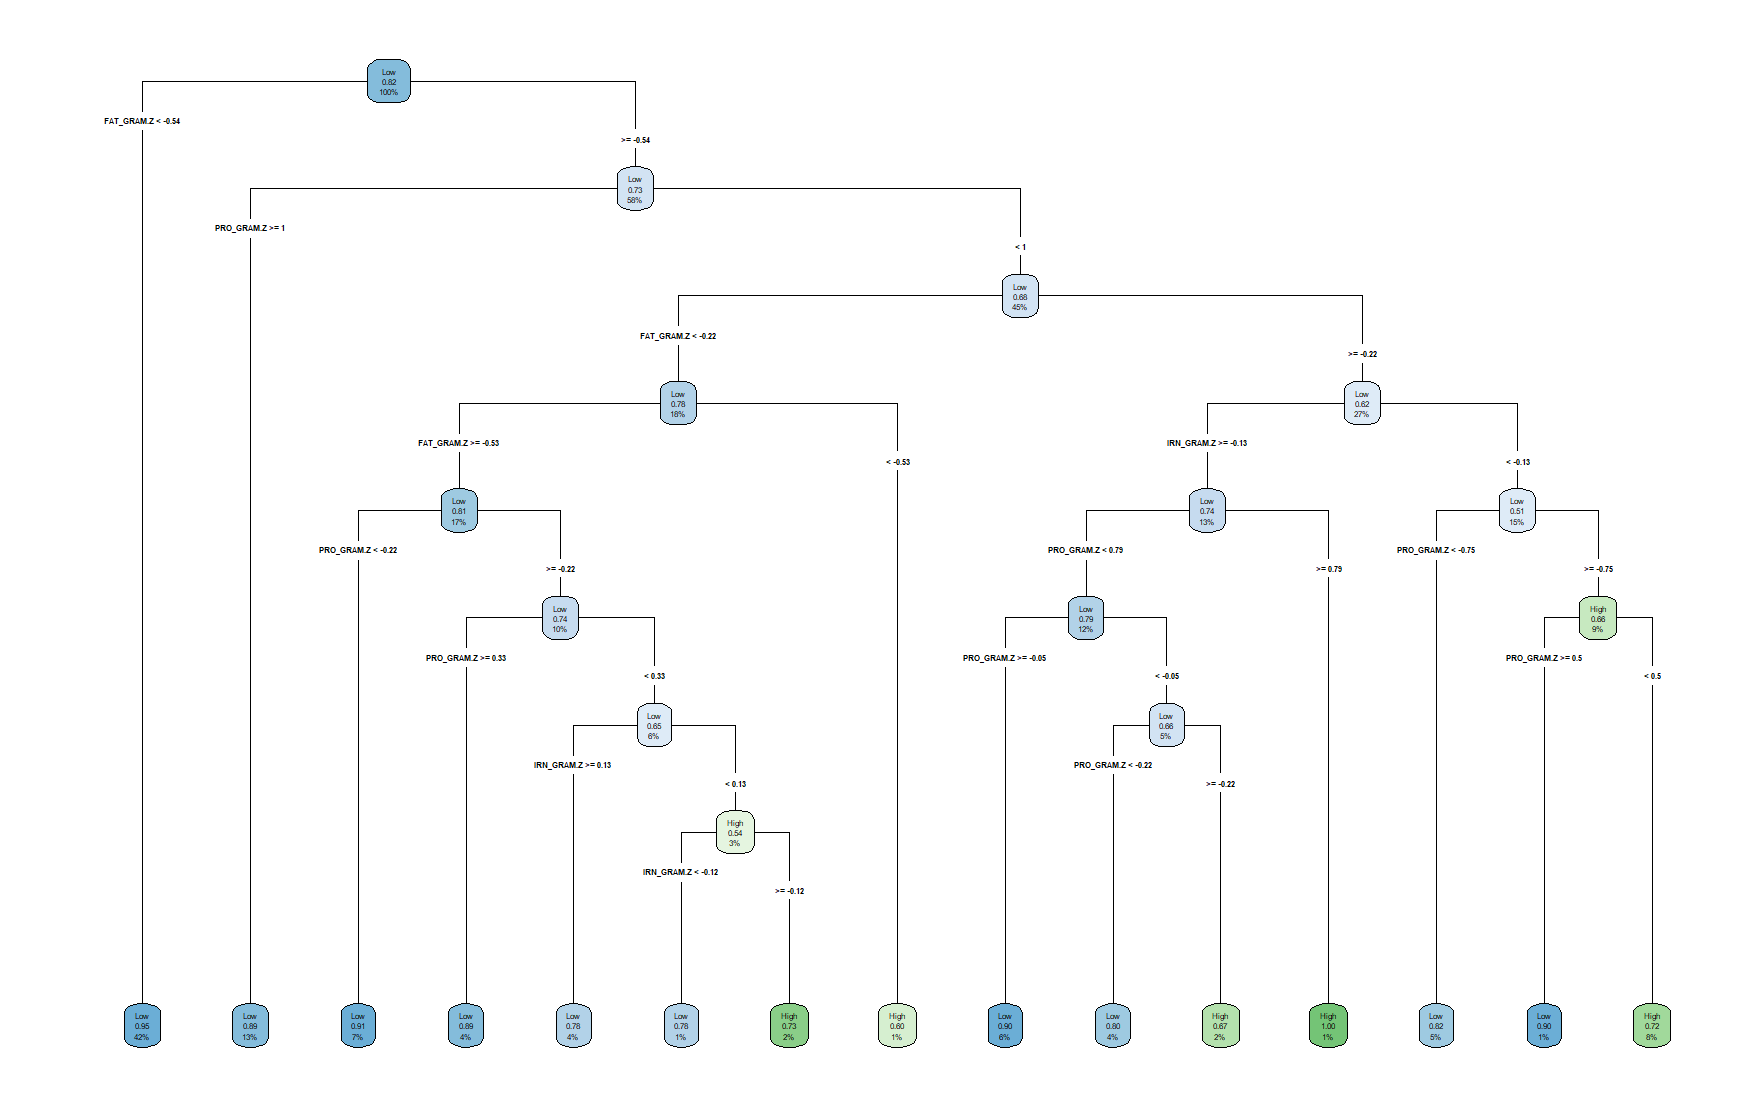 Low
0.82
100%
FAT_GRAM.Z < -0.54
>= -0.54
Low
0.73
58%
PRO_GRAM.Z >= 1
< 1
Low
0.68
45%
FAT_GRAM.Z < -0.22
>= -0.22
Low
0.78
18%
Low
0.62
27%
FAT_GRAM.Z >= -0.53
< -0.53
IRN_GRAM.Z >= -0.13
< -0.13
Low
0.81
17%
Low
0.74
13%
Low
0.51
15%
PRO_GRAM.Z < -0.22
>= -0.22
PRO_GRAM.Z < 0.79
>= 0.79
PRO_GRAM.Z < -0.75
>= -0.75
Low
0.74
10%
Low
0.79
12%
High
0.66
9%
PRO_GRAM.Z >= 0.33
< 0.33
PRO_GRAM.Z >= -0.05
< -0.05
PRO_GRAM.Z >= 0.5
< 0.5
Low
0.65
6%
Low
0.66
5%
IRN_GRAM.Z >= 0.13
< 0.13
PRO_GRAM.Z < -0.22
>= -0.22
High
0.54
3%
IRN_GRAM.Z < -0.12
>= -0.12
Low
0.95
42%
Low
0.89
13%
Low
0.91
7%
Low
0.89
4%
Low
0.78
4%
Low
0.78
1%
High
0.73
2%
High
0.60
1%
Low
0.90
6%
Low
0.80
4%
High
0.67
2%
High
1.00
1%
Low
0.82
5%
Low
0.90
1%
High
0.72
8%